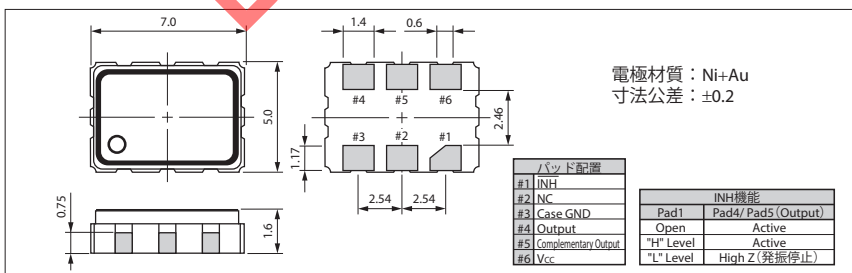 7.0
5.0
0.75
1.6
1.4
0.6
#4 #5 #6
#3 #2 #1
2.46
1.17
2.54 2.54
電極材質：Ni+Au
寸法公差：±0.2
パッド配置
#1 INH
#2 NC
#3 Case GND
#4 Output
#5 Complementary Output
#6 Vcc
INH機能
Pad1 Pad4/ Pad5 (Output)
Open Active
"H" Level Active
"L" Level High Z (発振停止)